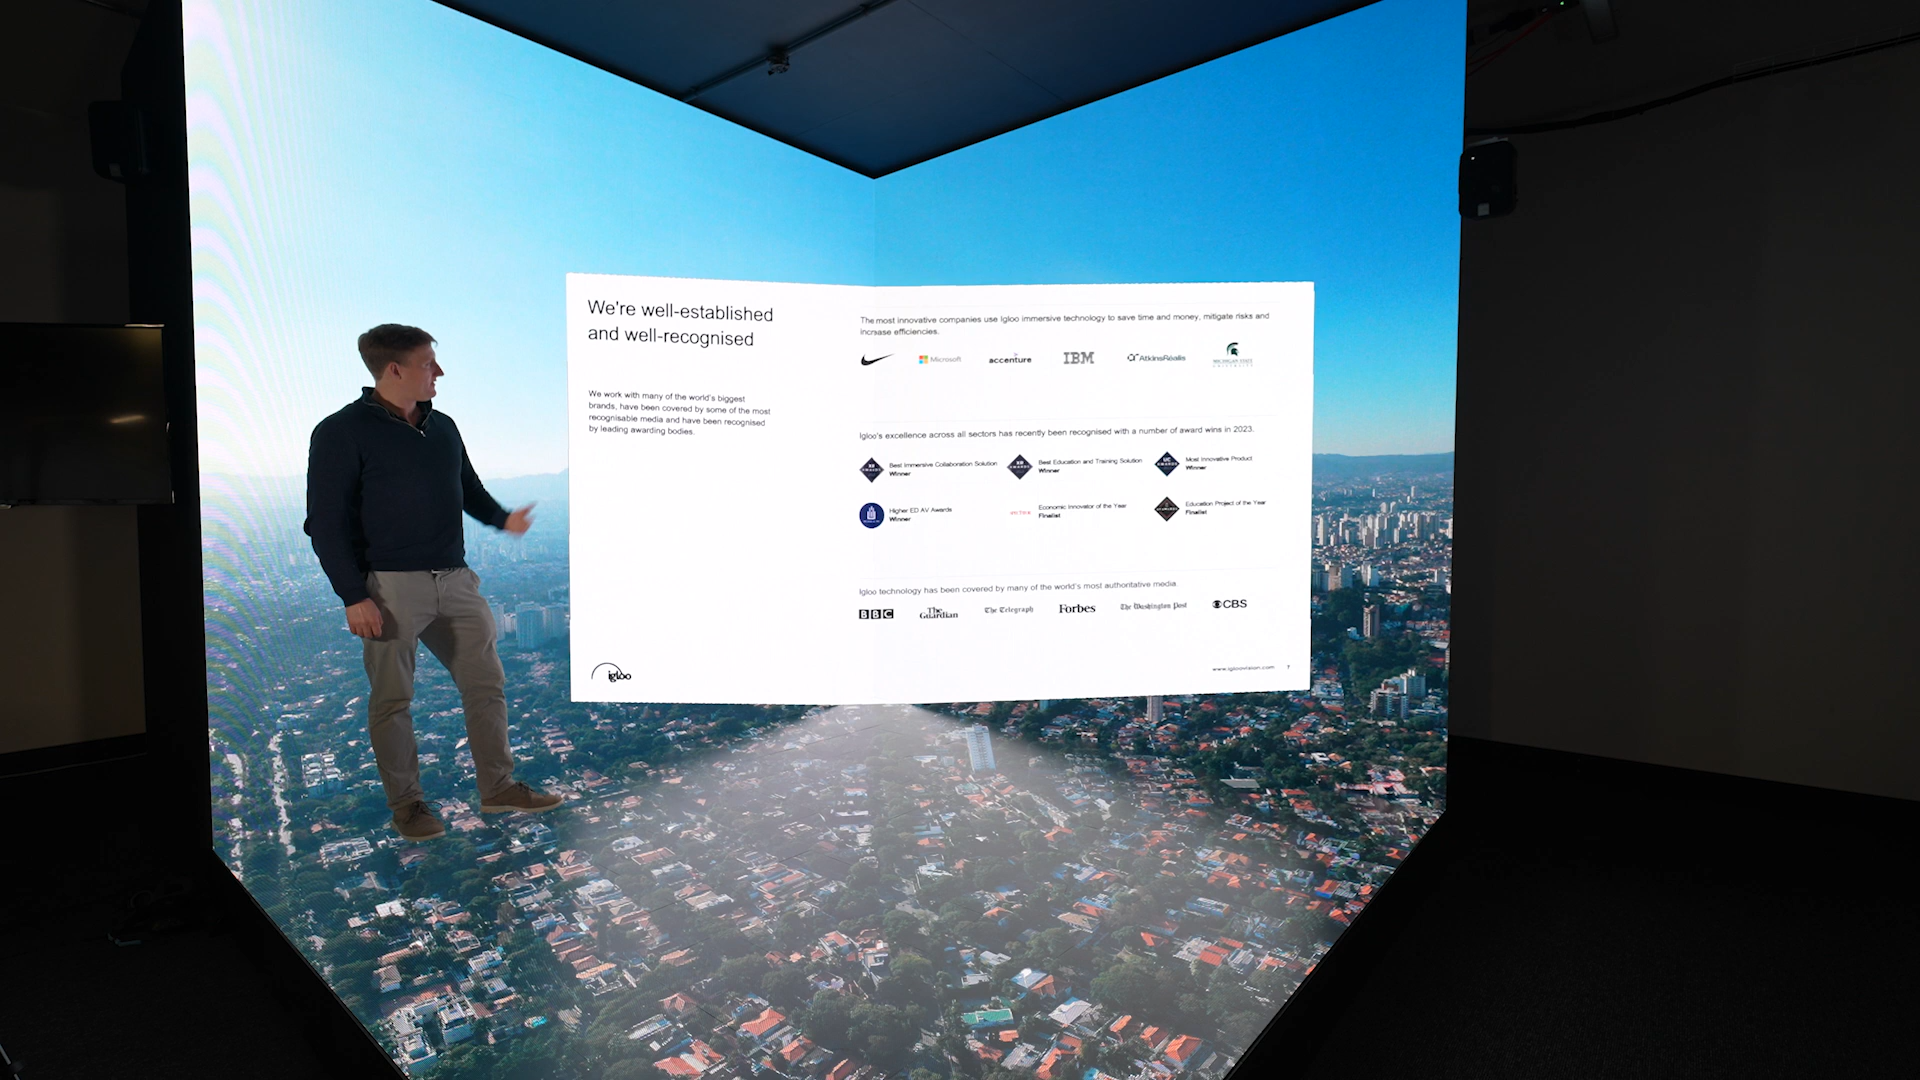 We're well-established
and well-recognised
We work with many of the world's biggest
brands, have been covered by some of the most
recognisable media and have been recognised
by leading awarding bodies.
The most innovative companies use Igloo immersive technology to save time and money, mitigate risks and
increase efficiencies.
Microsoft
accenture
IBM
AtkinsRéalis
MICHIGAN STATE
UNIVERSITY
Igloo's excellence across all sectors has recently been recognised with a number of award wins in 2023.
Best Immersive Collaboration Solution
Winner
Best Education and Training Solution
Winner
Most Innovative Product
Winner
Higher ED AV Awards
Winner
Economic Innovator of the Year
Finalist
Education Project of the Year
Finalist
Igloo technology has been covered by many of the world's most authoritative media.
BBC
The
Guardian
The Telegraph
Forbes
The Washington Post
CBS
igloo
www.igloovision.com
7